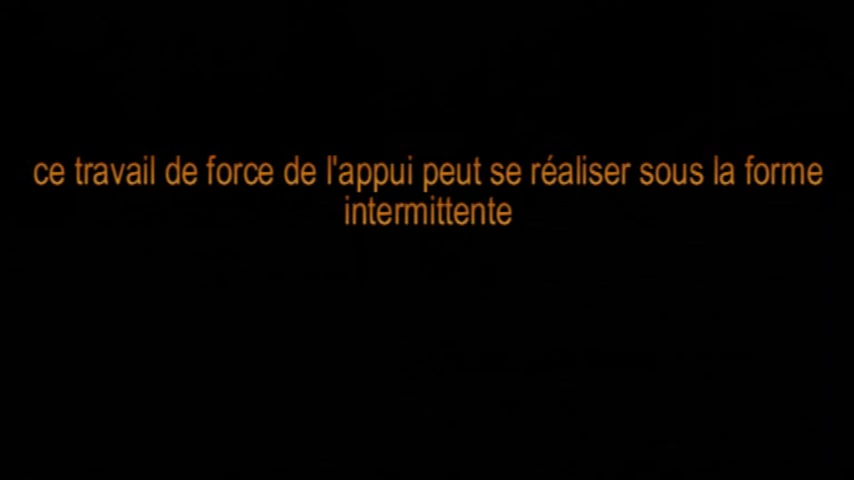 ce travail de force de l'appui peut se réaliser sous la forme
intermittente